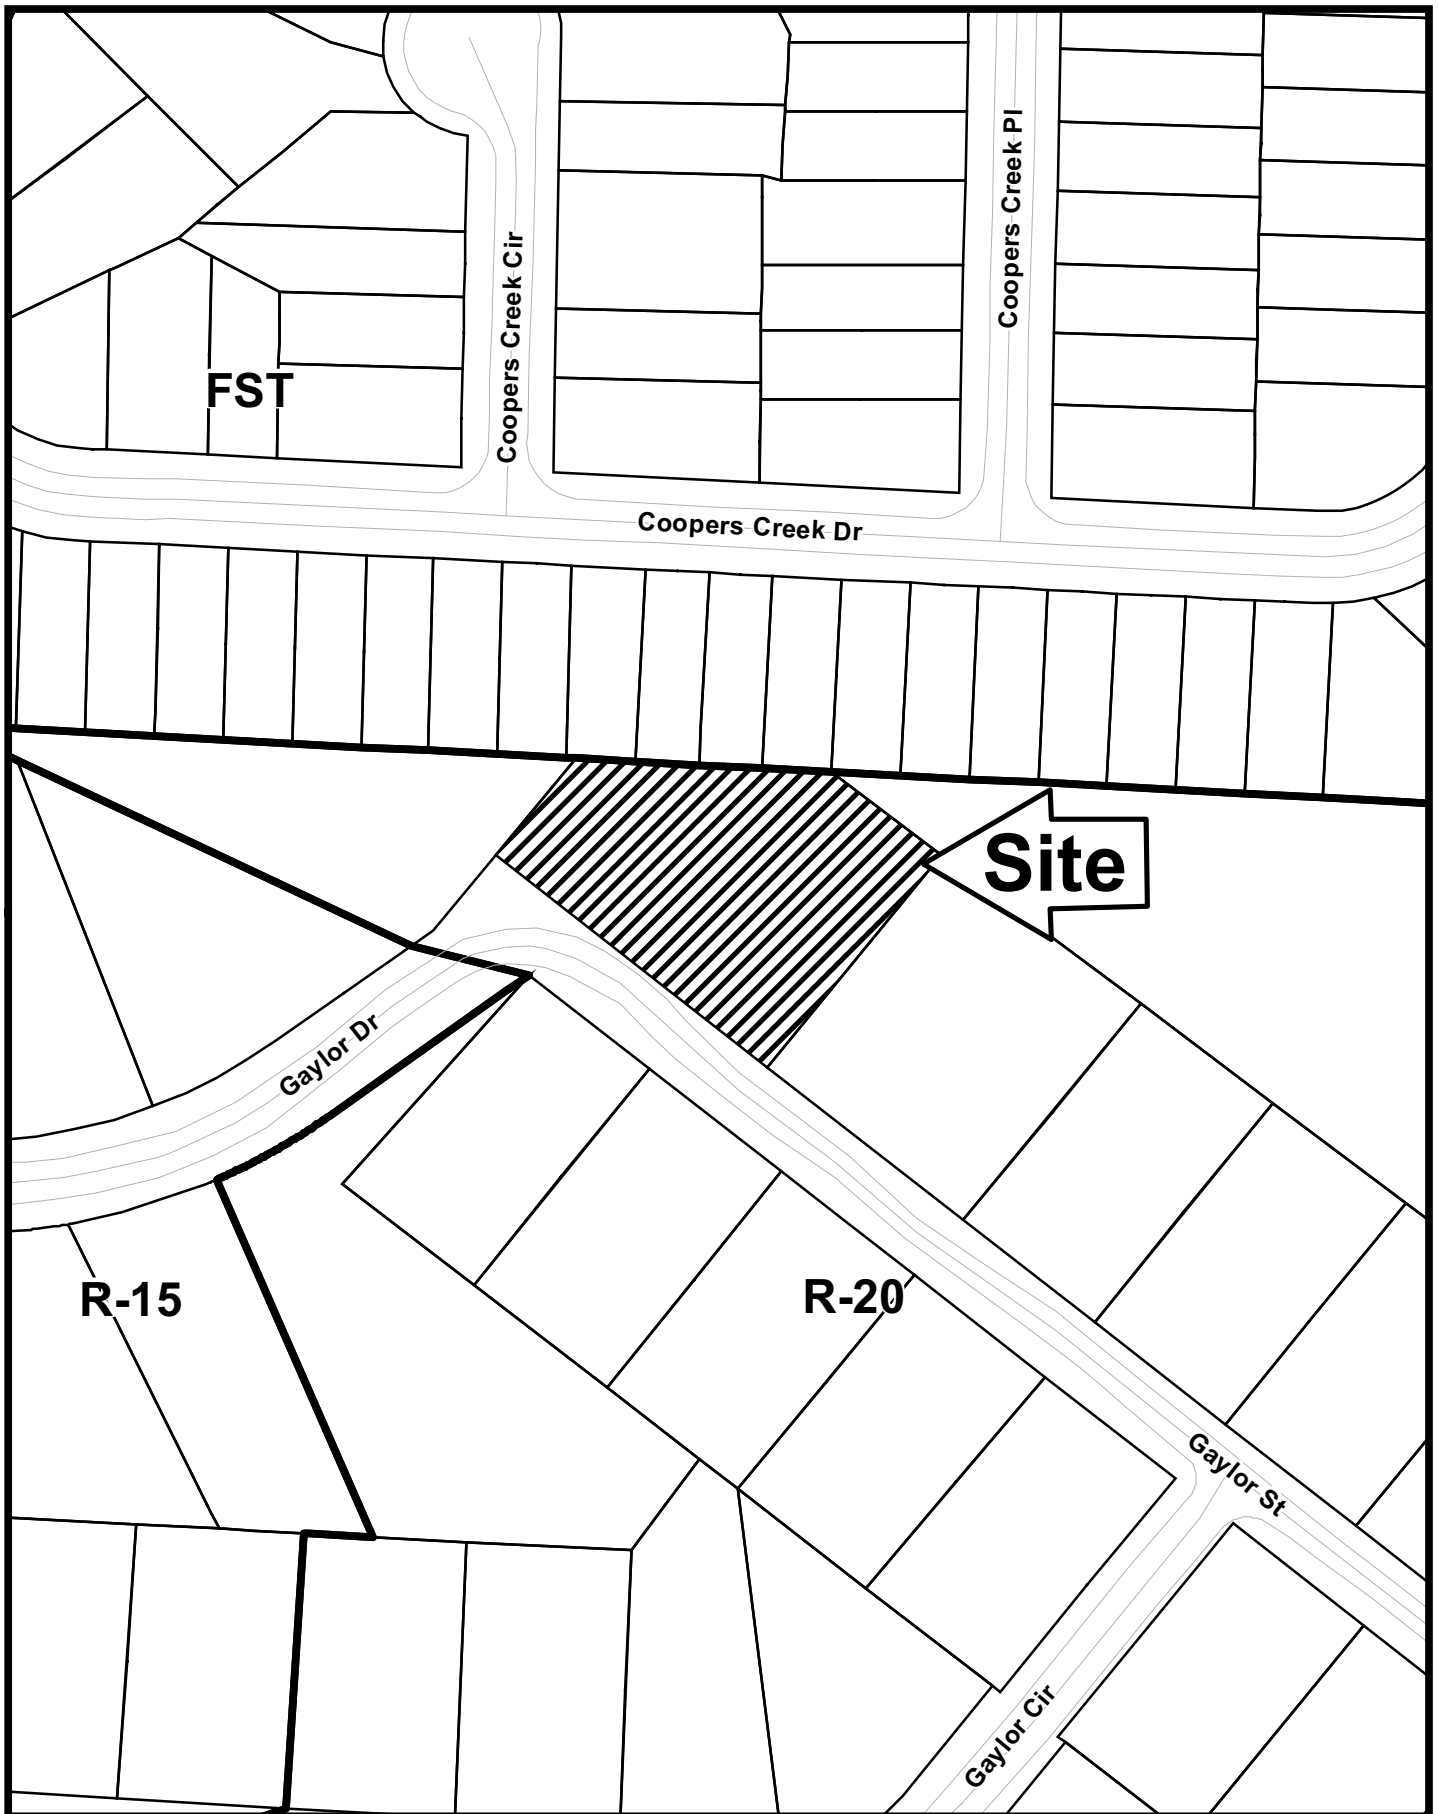 Coopers Creek Pl
Coopers Creek Cir
FST
Coopers Creek Dr
Site
Gaylor Dr
R-15
R-20
Gaylor St
Gaylor Cir